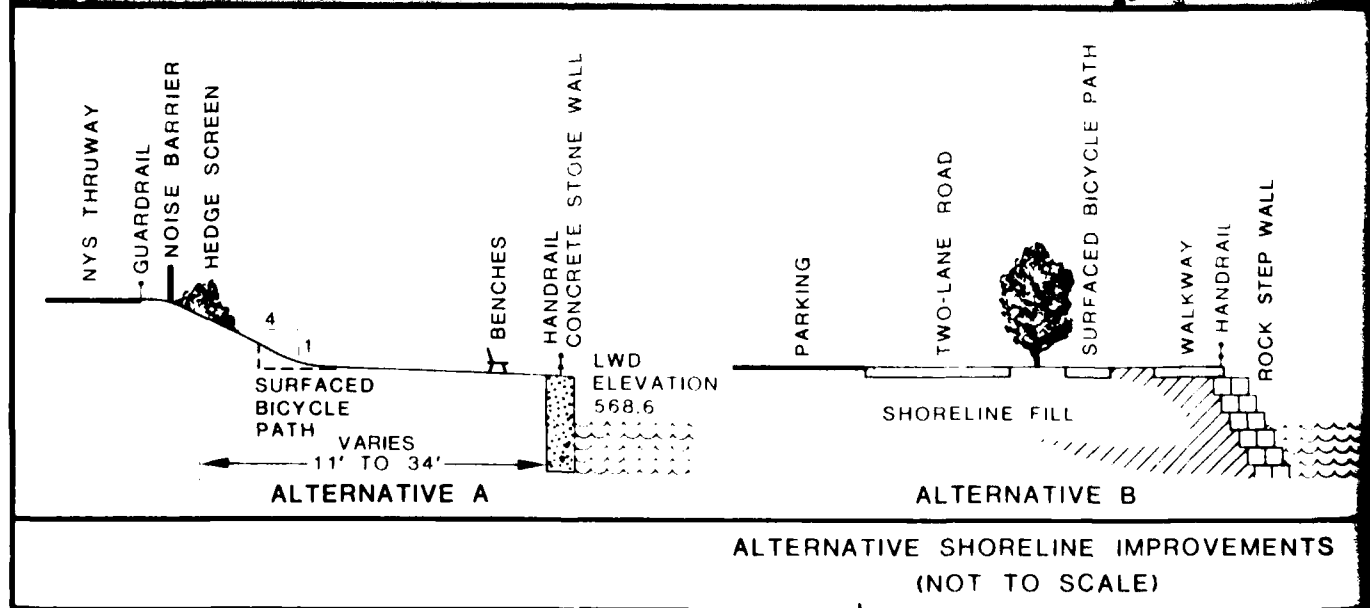 NYS THRUWAY
GUARDRAIL
NOISE BARRIER
HEDGE SCREEN
4
1
SURFACED
BICYCLE
PATH
VARIES
11' TO 34'
BENCHES
HANDRAIL
CONCRETE STONE WALL
LWD
ELEVATION
568.6
ALTERNATIVE A
PARKING
TWO-LANE ROAD
SURFACED BICYCLE PATH
WALKWAY
HANDRAIL
ROCK STEP WALL
SHORELINE FILL
ALTERNATIVE B
ALTERNATIVE SHORELINE IMPROVEMENTS
(NOT TO SCALE)